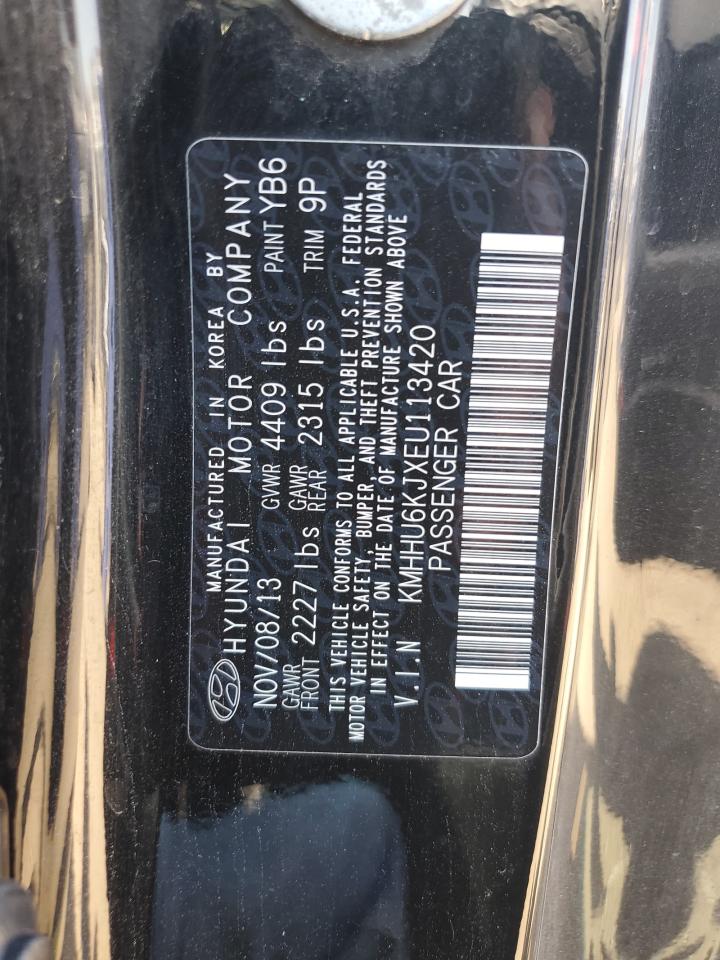 MANUFACTURED IN KOREA BY
HYUNDAI MOTOR COMPANY
NOV/08/13 GVWR 4409 lbs PAINT YB6
GAWR FRONT 2227 lbs GAWR REAR 2315 lbs TRIM 9P
THIS VEHICLE CONFORMS TO ALL APPLICABLE U.S.A. FEDERAL
MOTOR VEHICLE SAFETY, BUMPER, AND THEFT PREVENTION STANDARDS
IN EFFECT ON THE DATE OF MANUFACTURE SHOWN ABOVE
V.I.N KMHHU6KJXEU113420
PASSENGER CAR